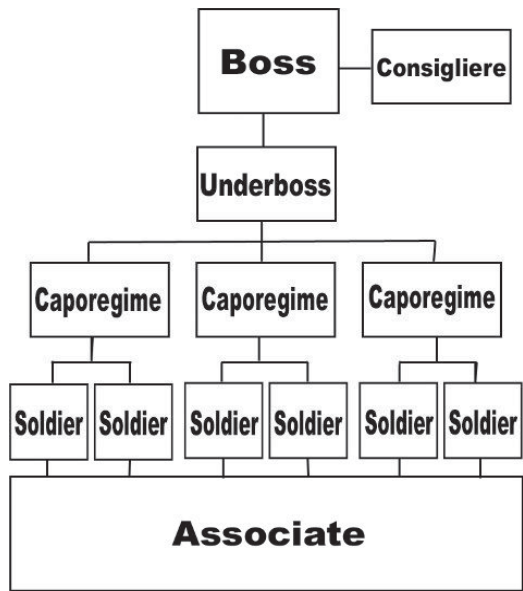 Boss
Consigliere
Underboss
Caporegime
Caporegime
Caporegime
Soldier
Soldier
Soldier
Soldier
Soldier
Soldier
Associate